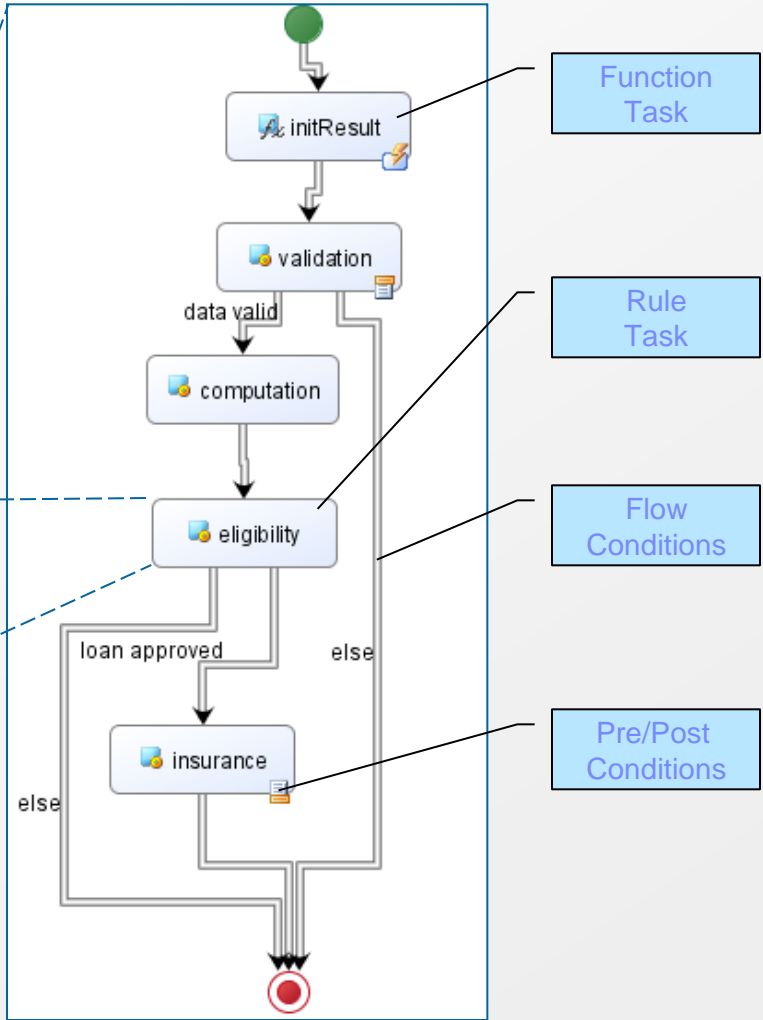 initResult
Function
Task
validation
data valid
Rule
Task
computation
eligibility
Flow
Conditions
loan approved
else
insurance
Pre/Post
Conditions
else